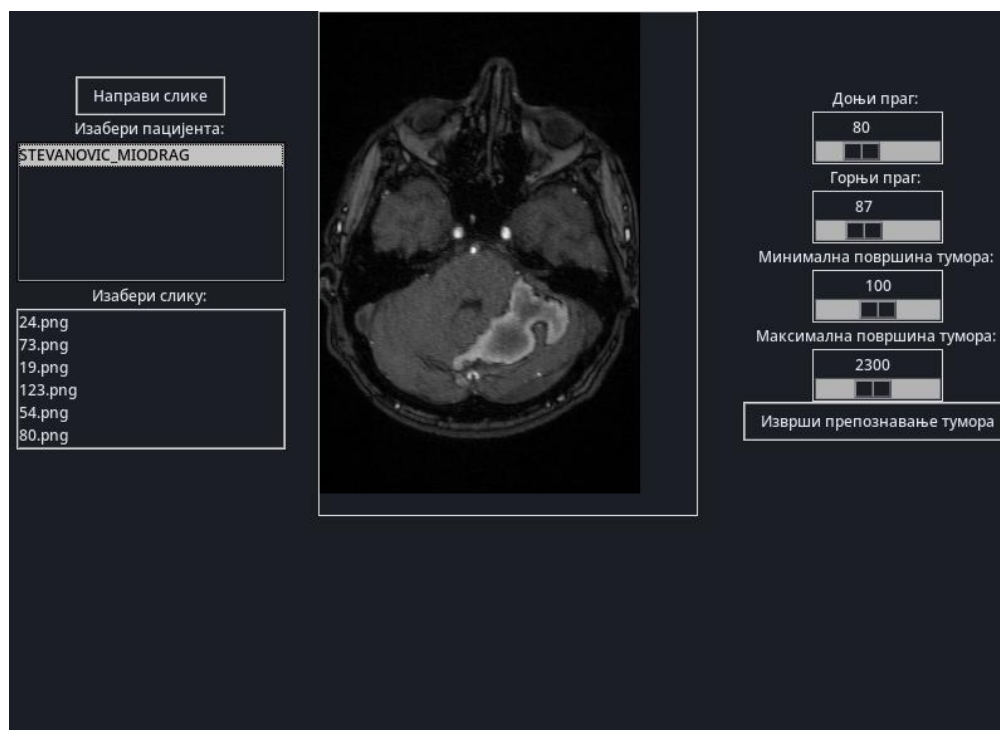 Направи слике
Изабери пацијента:
STEVANOVIC_MIODRAG
Изабери слику:
24.png
73.png
19.png
123.png
54.png
80.png
Доњи праг:
80
Горњи праг:
87
Минимална површина тумора:
100
Максимална површина тумора:
2300
Изврши препознавање тумора